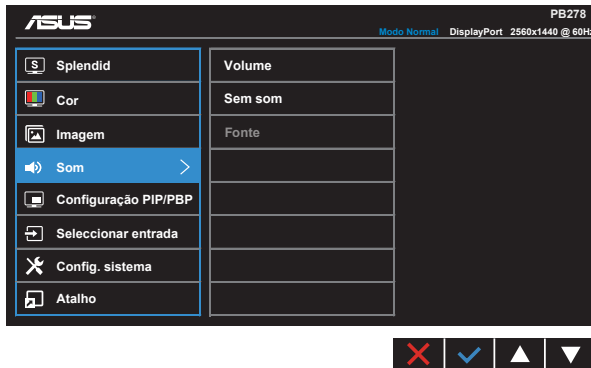 ASUS
PB278
Modo Normal DisplayPort 2560x1440 @ 60Hz
S Splendid
Cor
Imagem
Som
Configuração PIP/PBP
Seleccionar entrada
Config. sistema
Atalho
Volume
Sem som
Fonte